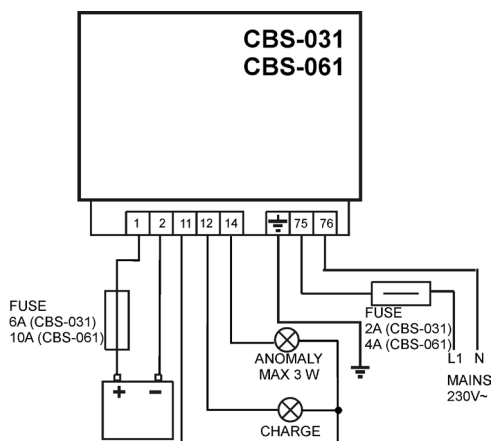 CBS-031
CBS-061
1 2 11 12 14 75 76
FUSE
6A (CBS-031)
10A (CBS-061)
FUSE
2A (CBS-031)
4A (CBS-061)
L1 N
MAINS
230V~
ANOMALY
MAX 3 W
+ −
CHARGE